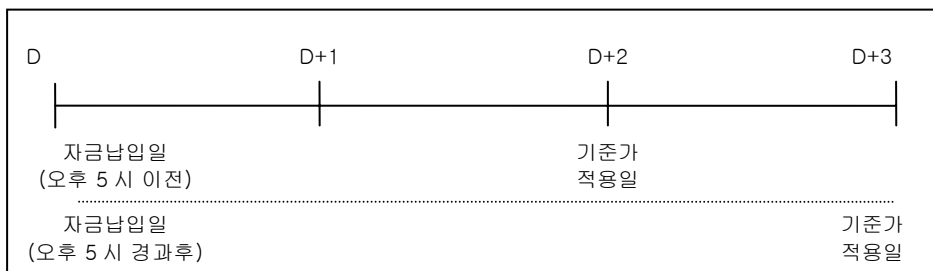 D D+1 D+2 D+3
자금납입일 기준가
(오후 5 시 이전) 적용일
자금납입일 기준가
(오후 5 시 경과후) 적용일